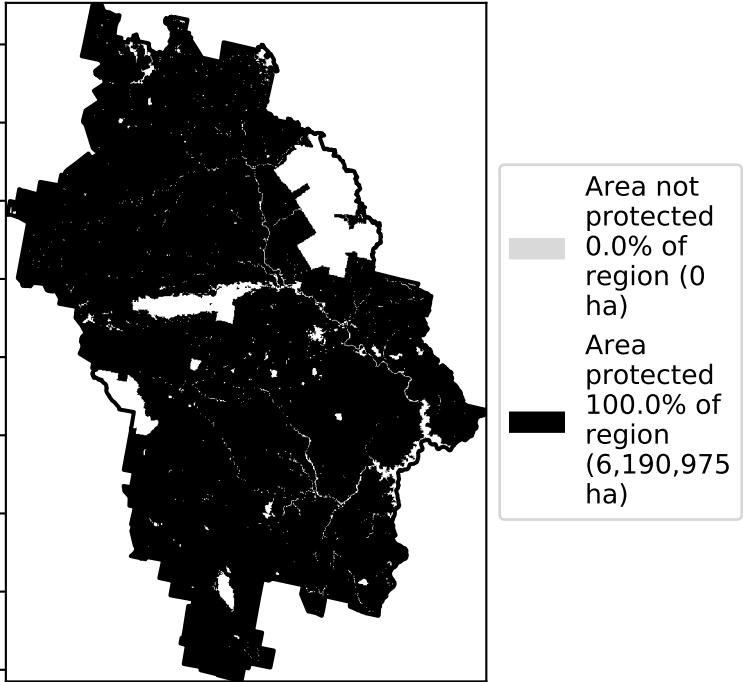 Area not
protected
0.0% of
region (0
ha)
Area
protected
100.0% of
region
(6,190,975
ha)